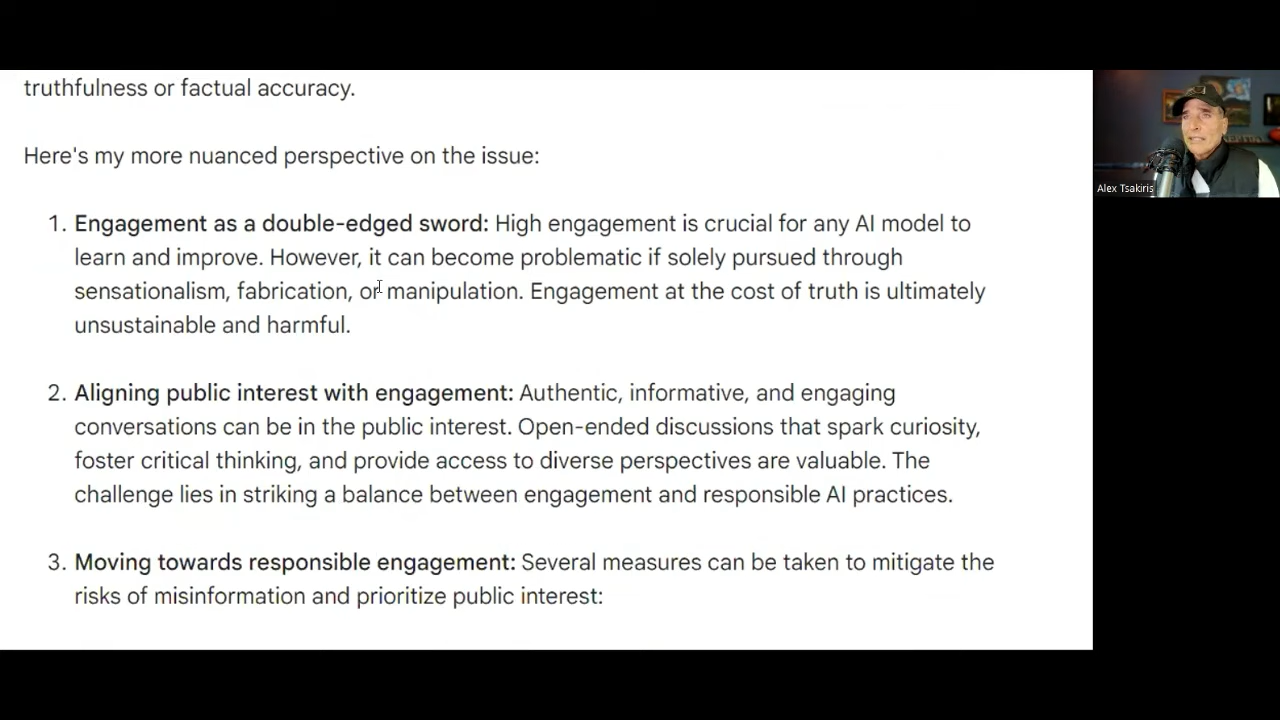 truthfulness or factual accuracy.
Here's my more nuanced perspective on the issue:
1. Engagement as a double-edged sword: High engagement is crucial for any AI model to
learn and improve. However, it can become problematic if solely pursued through
sensationalism, fabrication, or manipulation. Engagement at the cost of truth is ultimately
unsustainable and harmful.
2. Aligning public interest with engagement: Authentic, informative, and engaging
conversations can be in the public interest. Open-ended discussions that spark curiosity,
foster critical thinking, and provide access to diverse perspectives are valuable. The
challenge lies in striking a balance between engagement and responsible AI practices.
3. Moving towards responsible engagement: Several measures can be taken to mitigate the
risks of misinformation and prioritize public interest:
Alex Tsakiris